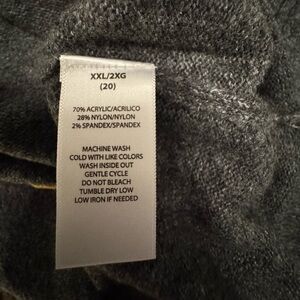 XXL/2XG
(20)
70% ACRYLIC/ACRILICO
28% NYLON/NYLON
2% SPANDEX/SPANDEX
MACHINE WASH
COLD WITH LIKE COLORS
WASH INSIDE OUT
GENTLE CYCLE
DO NOT BLEACH
TUMBLE DRY LOW
LOW IRON IF NEEDED